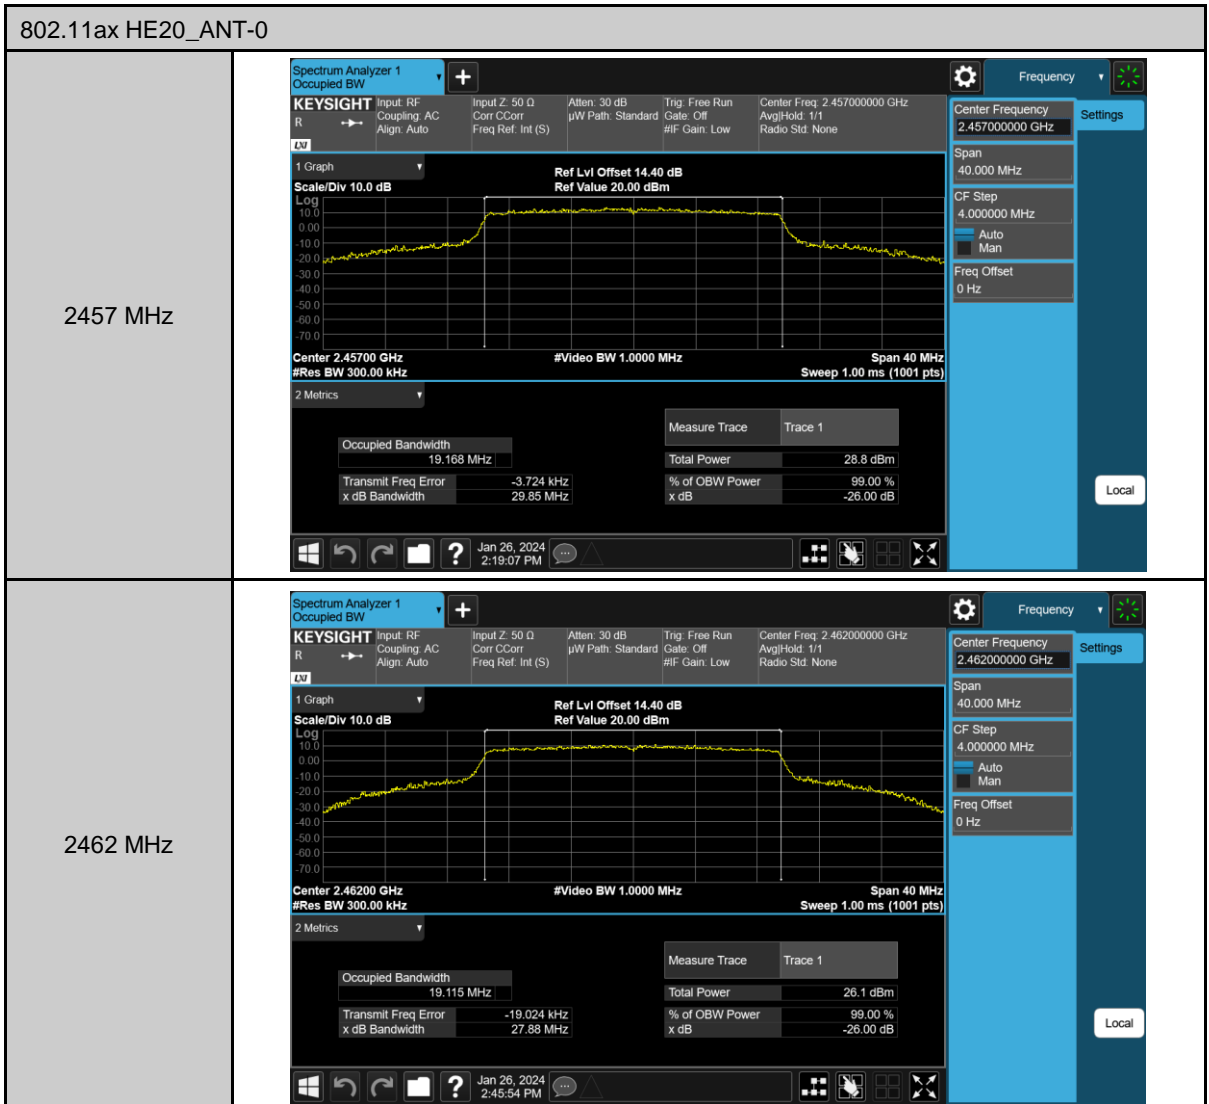 802.11ax HE20_ANT-0
2457 MHz
Spectrum Analyzer 1
Occupied BW
+
Frequency
KEYSIGHT
R
LXI
Input: RF
Coupling: AC
Align: Auto
Input Z: 50 Ω
Corr CCorr
Freq Ref: Int (S)
Atten: 30 dB
µW Path: Standard
Trig: Free Run
Gate: Off
#IF Gain: Low
Center Freq: 2.457000000 GHz
Avg|Hold: 1/1
Radio Std: None
Center Frequency
2.457000000 GHz
Settings
Span
40.000 MHz
CF Step
4.000000 MHz
Auto
Man
Freq Offset
0 Hz
Local
1 Graph
Scale/Div 10.0 dB
Ref Lvl Offset 14.40 dB
Ref Value 20.00 dBm
Log
10.0
0.00
-10.0
-20.0
-30.0
-40.0
-50.0
-60.0
-70.0
Center 2.45700 GHz
#Video BW 1.0000 MHz
Span 40 MHz
#Res BW 300.00 kHz
Sweep 1.00 ms (1001 pts)
2 Metrics
Measure Trace Trace 1
Occupied Bandwidth
19.168 MHz
Total Power 28.8 dBm
Transmit Freq Error -3.724 kHz
% of OBW Power 99.00 %
x dB Bandwidth 29.85 MHz
x dB -26.00 dB
?
Jan 26, 2024
2:19:07 PM
2462 MHz
Spectrum Analyzer 1
Occupied BW
+
Frequency
KEYSIGHT
R
LXI
Input: RF
Coupling: AC
Align: Auto
Input Z: 50 Ω
Corr CCorr
Freq Ref: Int (S)
Atten: 30 dB
µW Path: Standard
Trig: Free Run
Gate: Off
#IF Gain: Low
Center Freq: 2.462000000 GHz
Avg|Hold: 1/1
Radio Std: None
Center Frequency
2.462000000 GHz
Settings
Span
40.000 MHz
CF Step
4.000000 MHz
Auto
Man
Freq Offset
0 Hz
Local
1 Graph
Scale/Div 10.0 dB
Ref Lvl Offset 14.40 dB
Ref Value 20.00 dBm
Log
10.0
0.00
-10.0
-20.0
-30.0
-40.0
-50.0
-60.0
-70.0
Center 2.46200 GHz
#Video BW 1.0000 MHz
Span 40 MHz
#Res BW 300.00 kHz
Sweep 1.00 ms (1001 pts)
2 Metrics
Measure Trace Trace 1
Occupied Bandwidth
19.115 MHz
Total Power 26.1 dBm
Transmit Freq Error -19.024 kHz
% of OBW Power 99.00 %
x dB Bandwidth 27.88 MHz
x dB -26.00 dB
?
Jan 26, 2024
2:45:54 PM